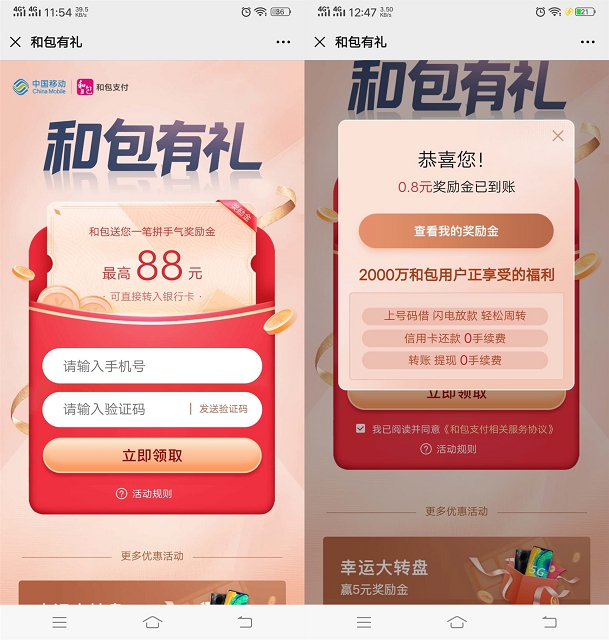 4G 4G 11:54 39.5 KB/s 36
和包有礼
中国移动 China Mobile 和包 和包支付
和包有礼
奖励金
和包送您一笔拼手气奖励金
最高 88 元
·可直接转入银行卡·
请输入手机号
请输入验证码 发送验证码
立即领取
? 活动规则
更多优惠活动
4G 4G 12:47 3.50 KB/s 21
和包有礼
和包有礼
恭喜您!
0.8元奖励金已到账
查看我的奖励金
2000万和包用户正享受的福利
上号码借 闪电放款 轻松周转
信用卡还款 0手续费
转账 提现 0手续费
立即领取
我已阅读并同意《和包支付相关服务协议》
? 活动规则
更多优惠活动
幸运大转盘
赢5元奖励金
5G